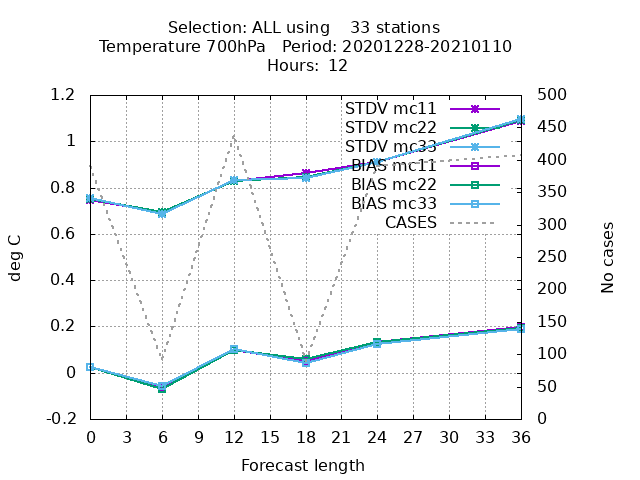 Selection: ALL using 33 stations
Temperature 700hPa Period: 20201228-20210110
Hours: 12
1.2
1
0.8
0.6
0.4
0.2
0
-0.2
deg C
STDV mc11
STDV mc22
STDV mc33
BIAS mc11
BIAS mc22
BIAS mc33
CASES
500
450
400
350
300
250
200
150
100
50
0
No cases
0 3 6 9 12 15 18 21 24 27 30 33 36
Forecast length